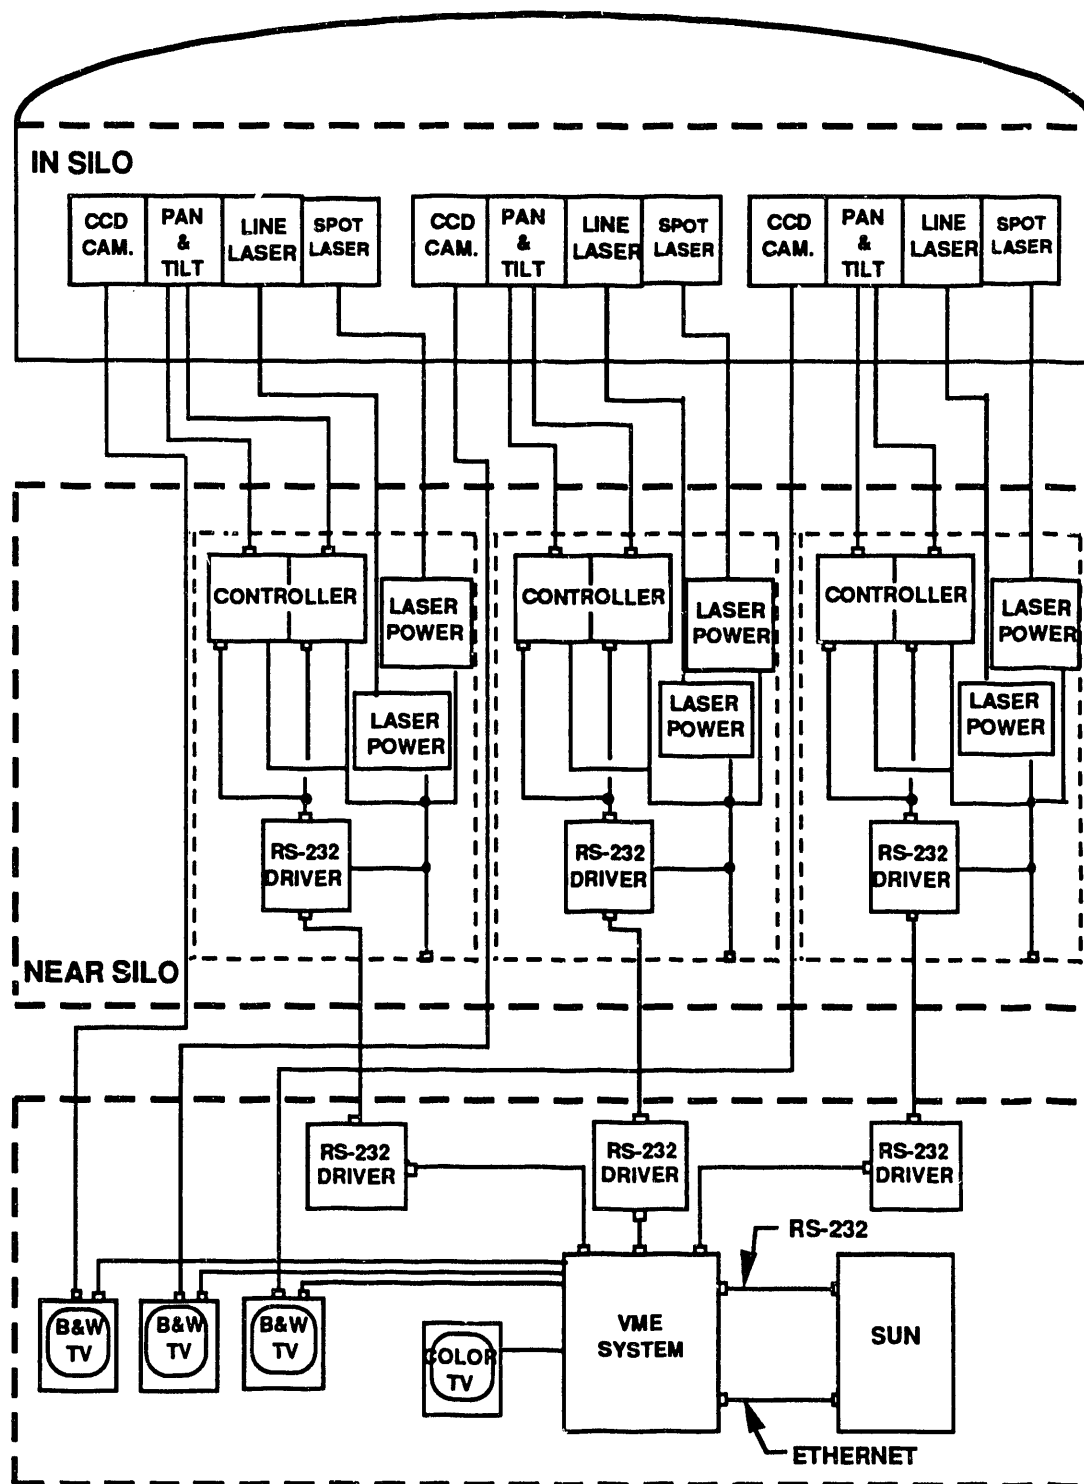 IN SILO
CCD
CAM.
PAN
&
TILT
LINE
LASER
SPOT
LASER
CCD
CAM.
PAN
&
TILT
LINE
LASER
SPOT
LASER
CCD
CAM.
PAN
&
TILT
LINE
LASER
SPOT
LASER
CONTROLLER
LASER
POWER
LASER
POWER
RS-232
DRIVER
CONTROLLER
LASER
POWER
LASER
POWER
RS-232
DRIVER
CONTROLLER
LASER
POWER
LASER
POWER
RS-232
DRIVER
NEAR SILO
RS-232
DRIVER
RS-232
DRIVER
RS-232
DRIVER
RS-232
B&W
TV
B&W
TV
B&W
TV
COLOR
TV
VME
SYSTEM
SUN
ETHERNET